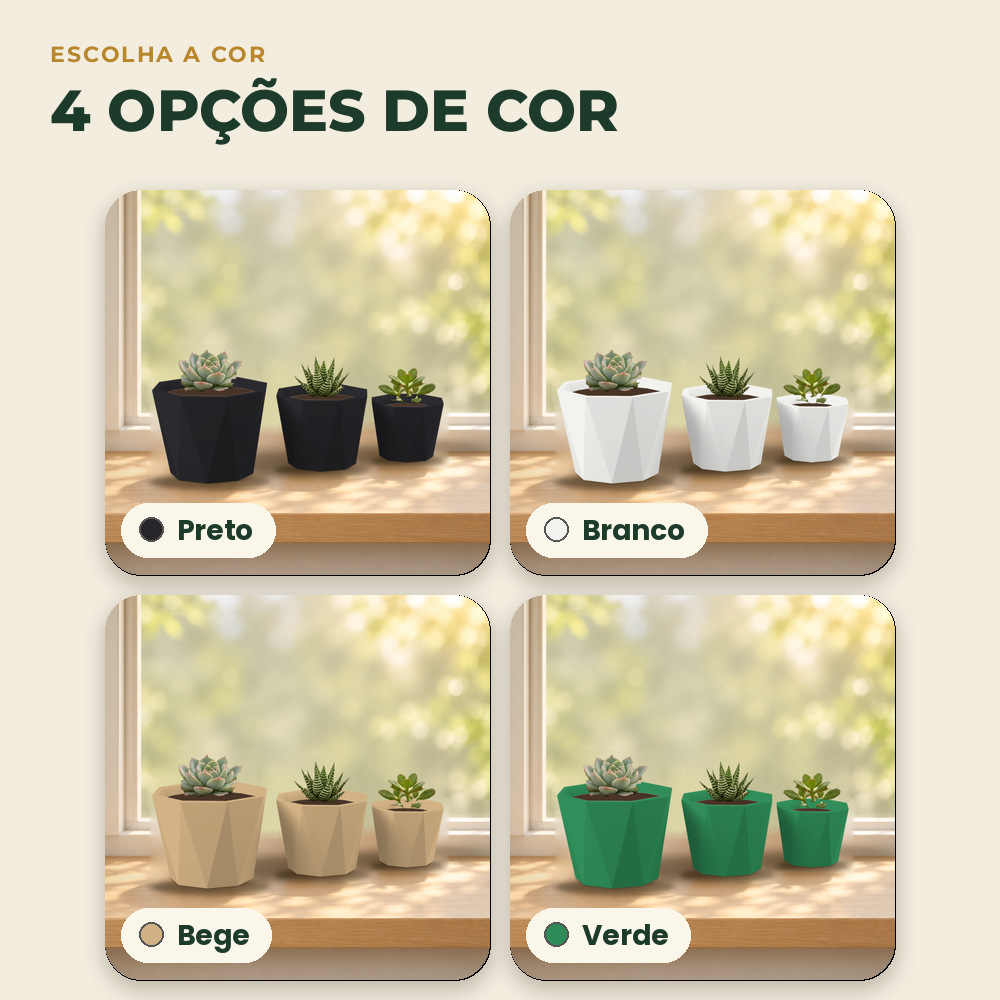 ESCOLHA A COR
4 OPÇÕES DE COR
Preto
Branco
Bege
Verde